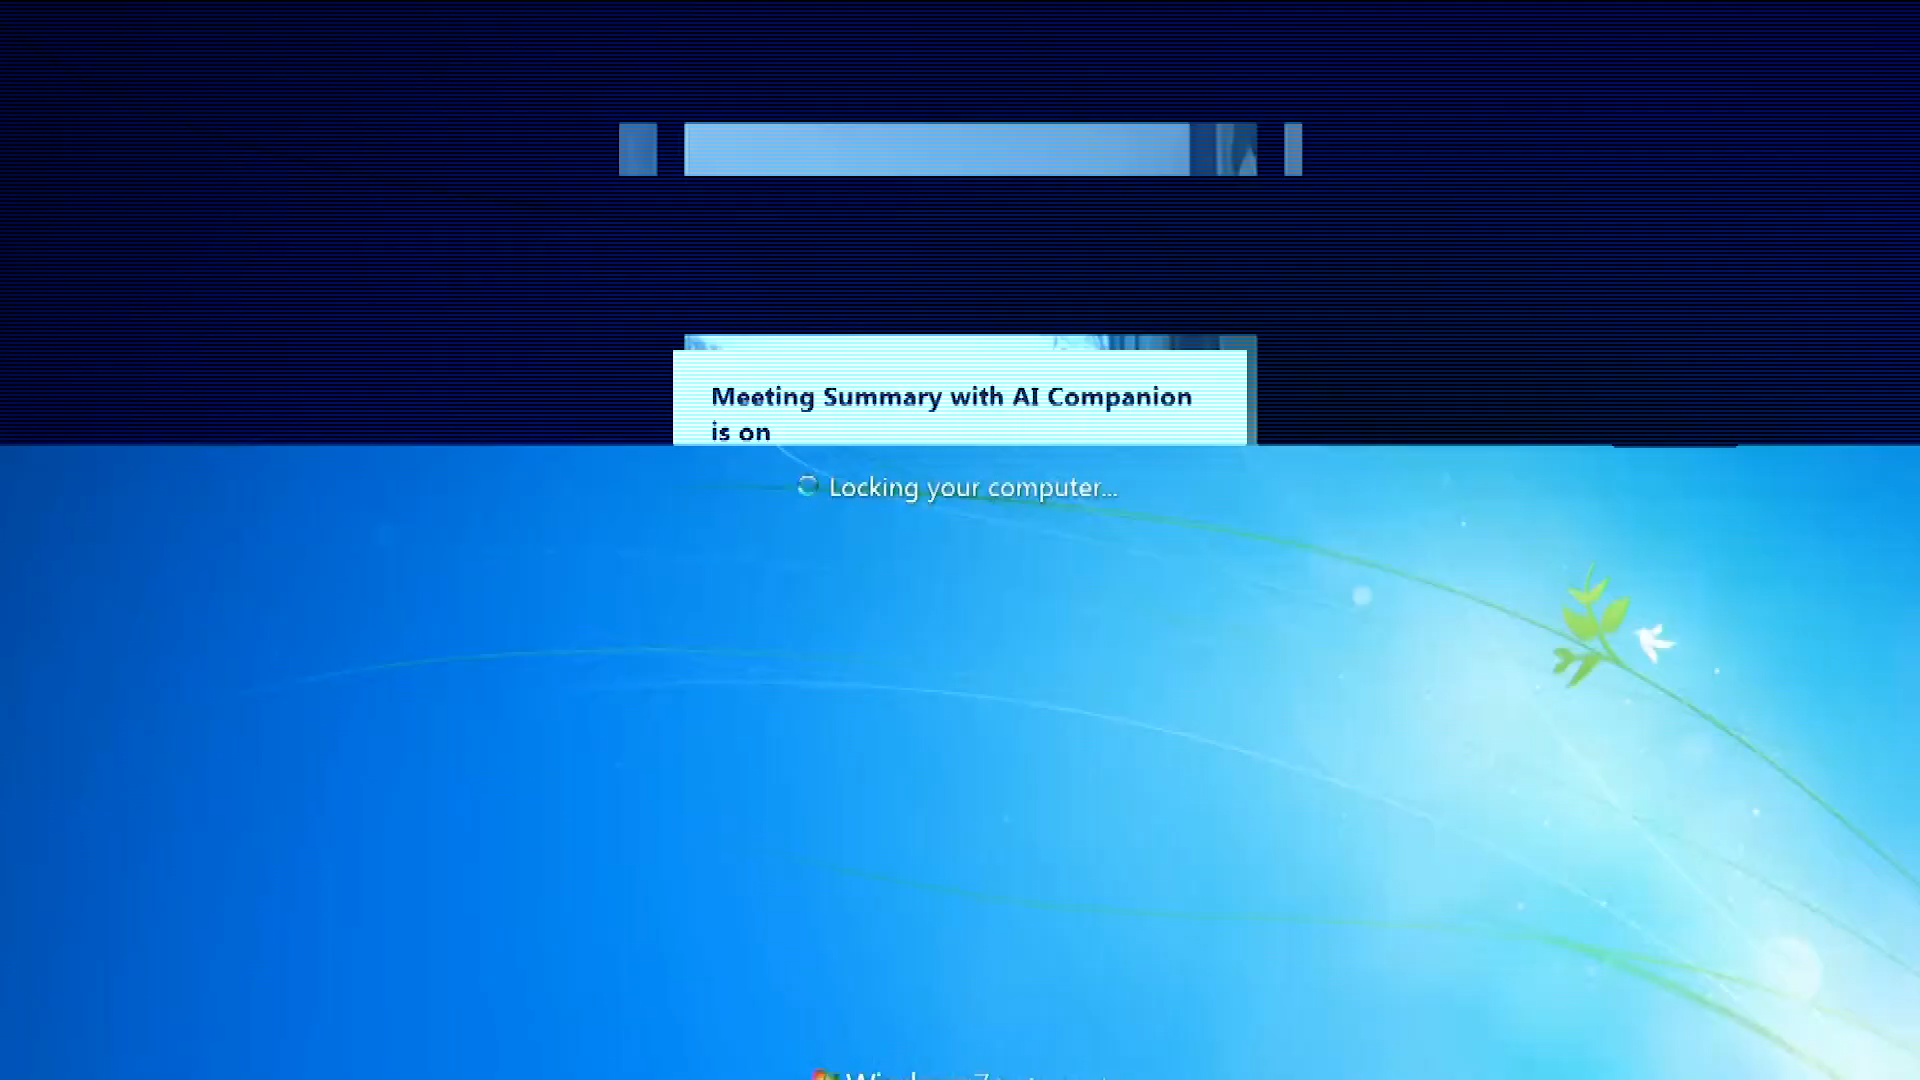 Meeting Summary with AI Companion
is on
Locking your computer...